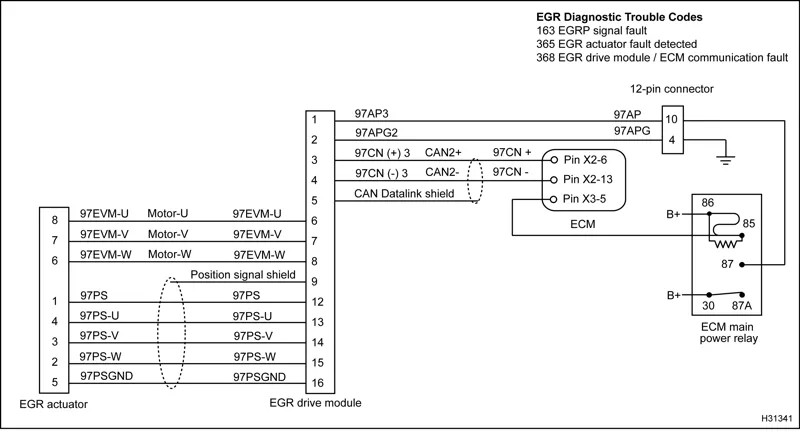 EGR Diagnostic Trouble Codes
163 EGRP signal fault
365 EGR actuator fault detected
368 EGR drive module / ECM communication fault
12-pin connector
1 97AP3 97AP 10
2 97APG2 97APG 4
3 97CN (+) 3 CAN2+ 97CN + Pin X2-6
4 97CN (-) 3 CAN2- 97CN - Pin X2-13
5 CAN Datalink shield Pin X3-5
ECM
86
B+
85
87
B+
30 87A
ECM main
power relay
8 97EVM-U Motor-U 97EVM-U 6
7 97EVM-V Motor-V 97EVM-V 7
6 97EVM-W Motor-W 97EVM-W 8
Position signal shield 9
1 97PS 97PS 12
4 97PS-U 97PS-U 13
3 97PS-V 97PS-V 14
2 97PS-W 97PS-W 15
5 97PSGND 97PSGND 16
EGR actuator
EGR drive module
H31341